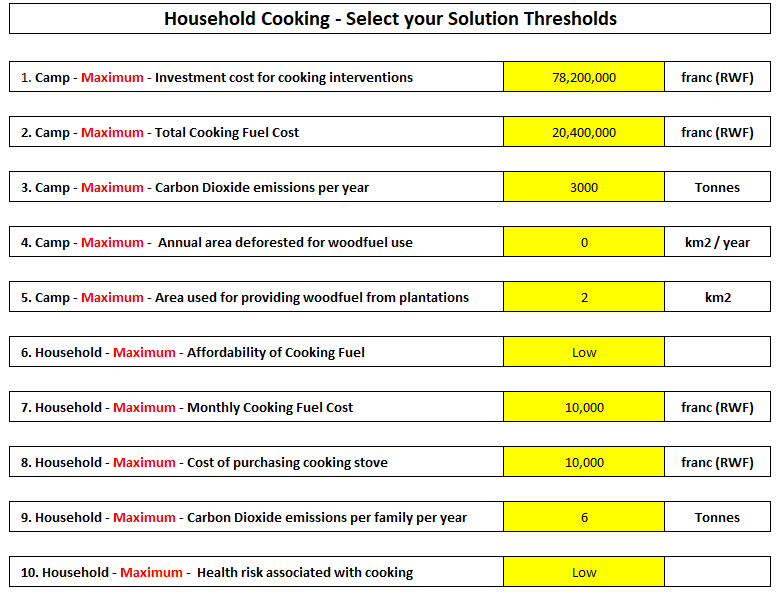 Household Cooking - Select your Solution Thresholds
1. Camp - Maximum - Investment cost for cooking interventions 78,200,000 franc (RWF)
2. Camp - Maximum - Total Cooking Fuel Cost 20,400,000 franc (RWF)
3. Camp - Maximum - Carbon Dioxide emissions per year 3000 Tonnes
4. Camp - Maximum - Annual area deforested for woodfuel use 0 km2 / year
5. Camp - Maximum - Area used for providing woodfuel from plantations 2 km2
6. Household - Maximum - Affordability of Cooking Fuel Low
7. Household - Maximum - Monthly Cooking Fuel Cost 10,000 franc (RWF)
8. Household - Maximum - Cost of purchasing cooking stove 10,000 franc (RWF)
9. Household - Maximum - Carbon Dioxide emissions per family per year 6 Tonnes
10. Household - Maximum - Health risk associated with cooking Low